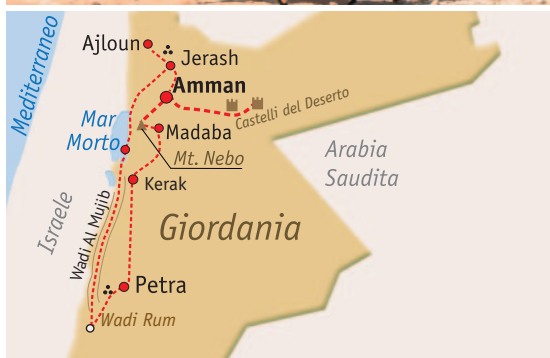 Mediterraneo
Ajloun
Jerash
Amman
Castelli del Deserto
Mar
Morto
Madaba
Mt. Nebo
Arabia
Saudita
Kerak
Israele
Wadi Al Mujib
Giordania
Petra
Wadi Rum